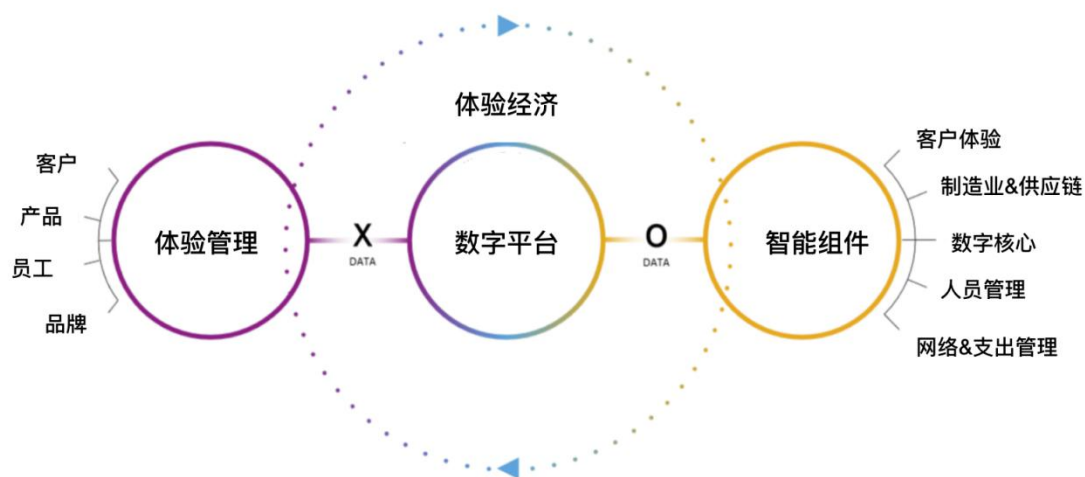 体验经济
客户
产品
员工
品牌
体验管理
X
DATA
数字平台
O
DATA
智能组件
客户体验
制造业&供应链
数字核心
人员管理
网络&支出管理